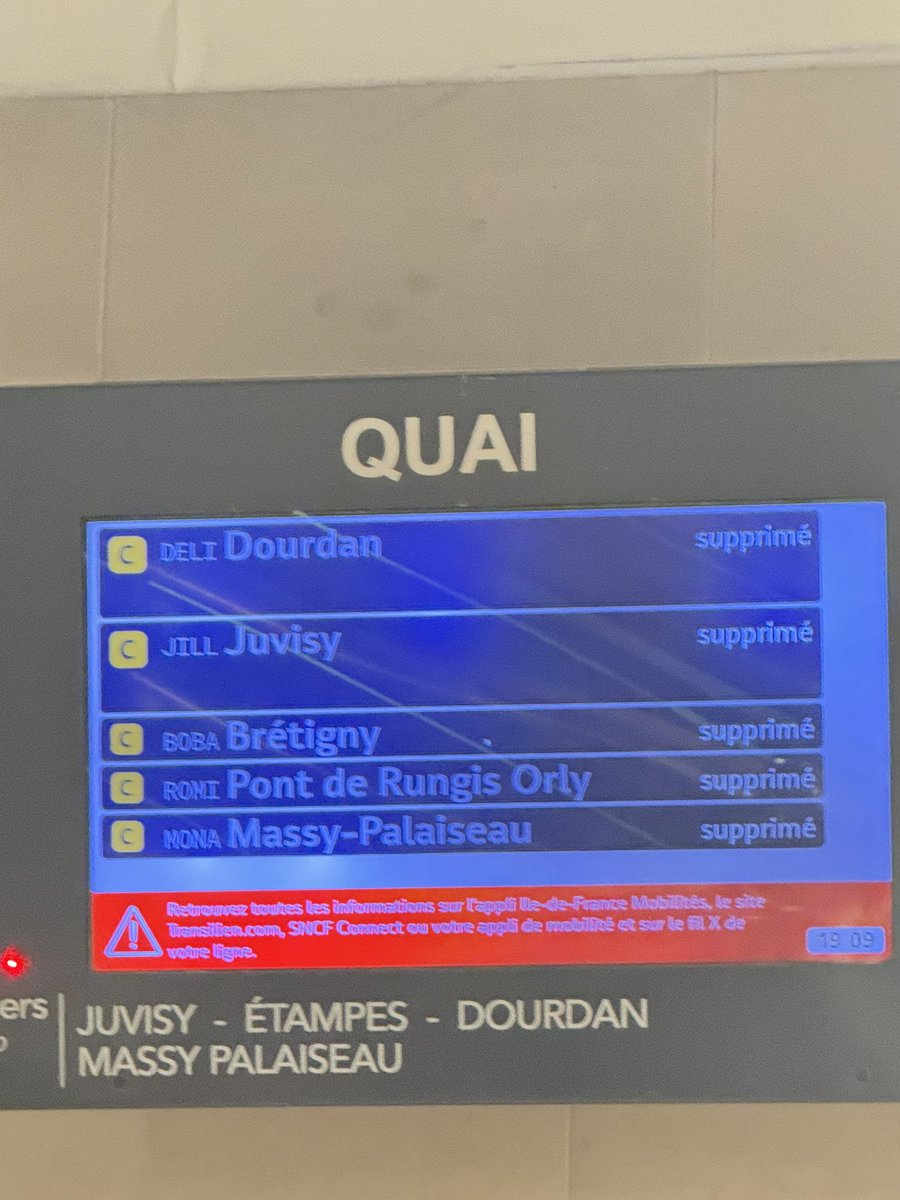 QUAI
C DELI Dourdan supprimé
C JILL Juvisy supprimé
C BOBA Brétigny supprimé
C ROMI Pont de Rungis Orly supprimé
C NONA Massy-Palaiseau supprimé
Retrouvez toutes les informations sur l'appli Ile-de-France Mobilités, le site
Transilien.com, SNCF Connect ou votre appli de mobilité et sur le fil X de
votre ligne.
19 09
ers
JUVISY - ÉTAMPES - DOURDAN
MASSY PALAISEAU